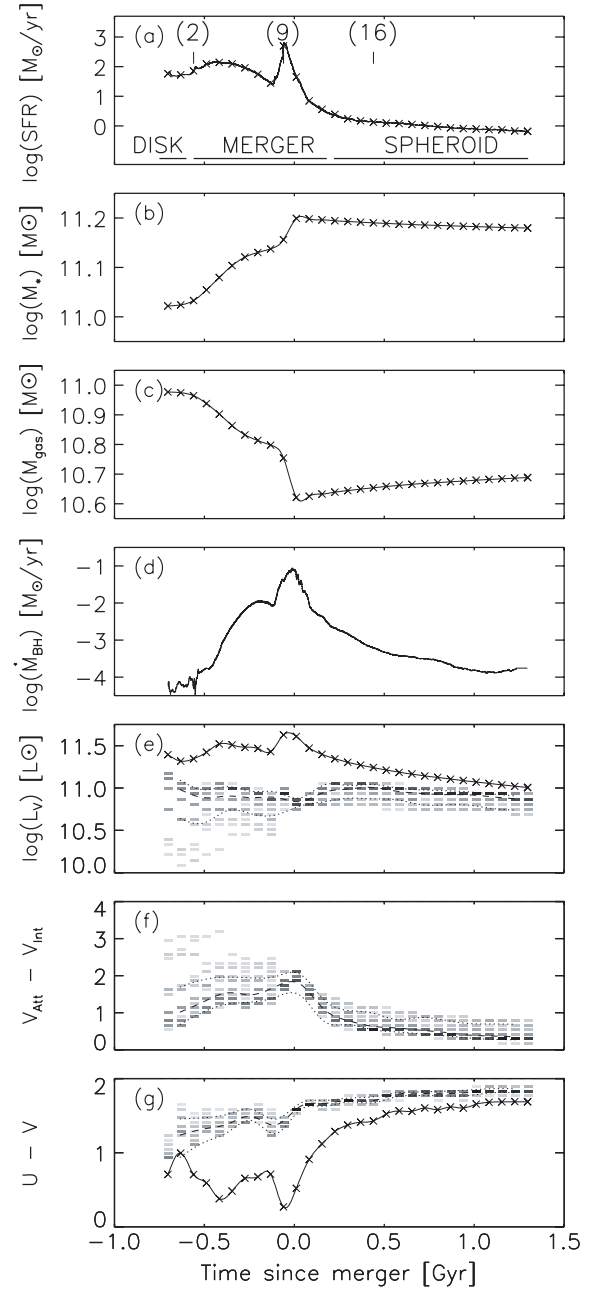 (a) (2) (9) (16)
3
2
1
0
log(SFR) [M⊙/yr]
DISK MERGER SPHEROID
(b)
11.2
11.1
11.0
log(M*) [M⊙]
(c)
11.0
10.9
10.8
10.7
10.6
log(Mgas) [M⊙]
(d)
−1
−2
−3
−4
log(ṀBH) [M⊙/yr]
(e)
11.5
11.0
10.5
10.0
log(LV) [L⊙]
(f)
4
3
2
1
0
VAtt − VInt
(g)
2
1
0
U − V
−1.0 −0.5 0.0 0.5 1.0 1.5
Time since merger [Gyr]